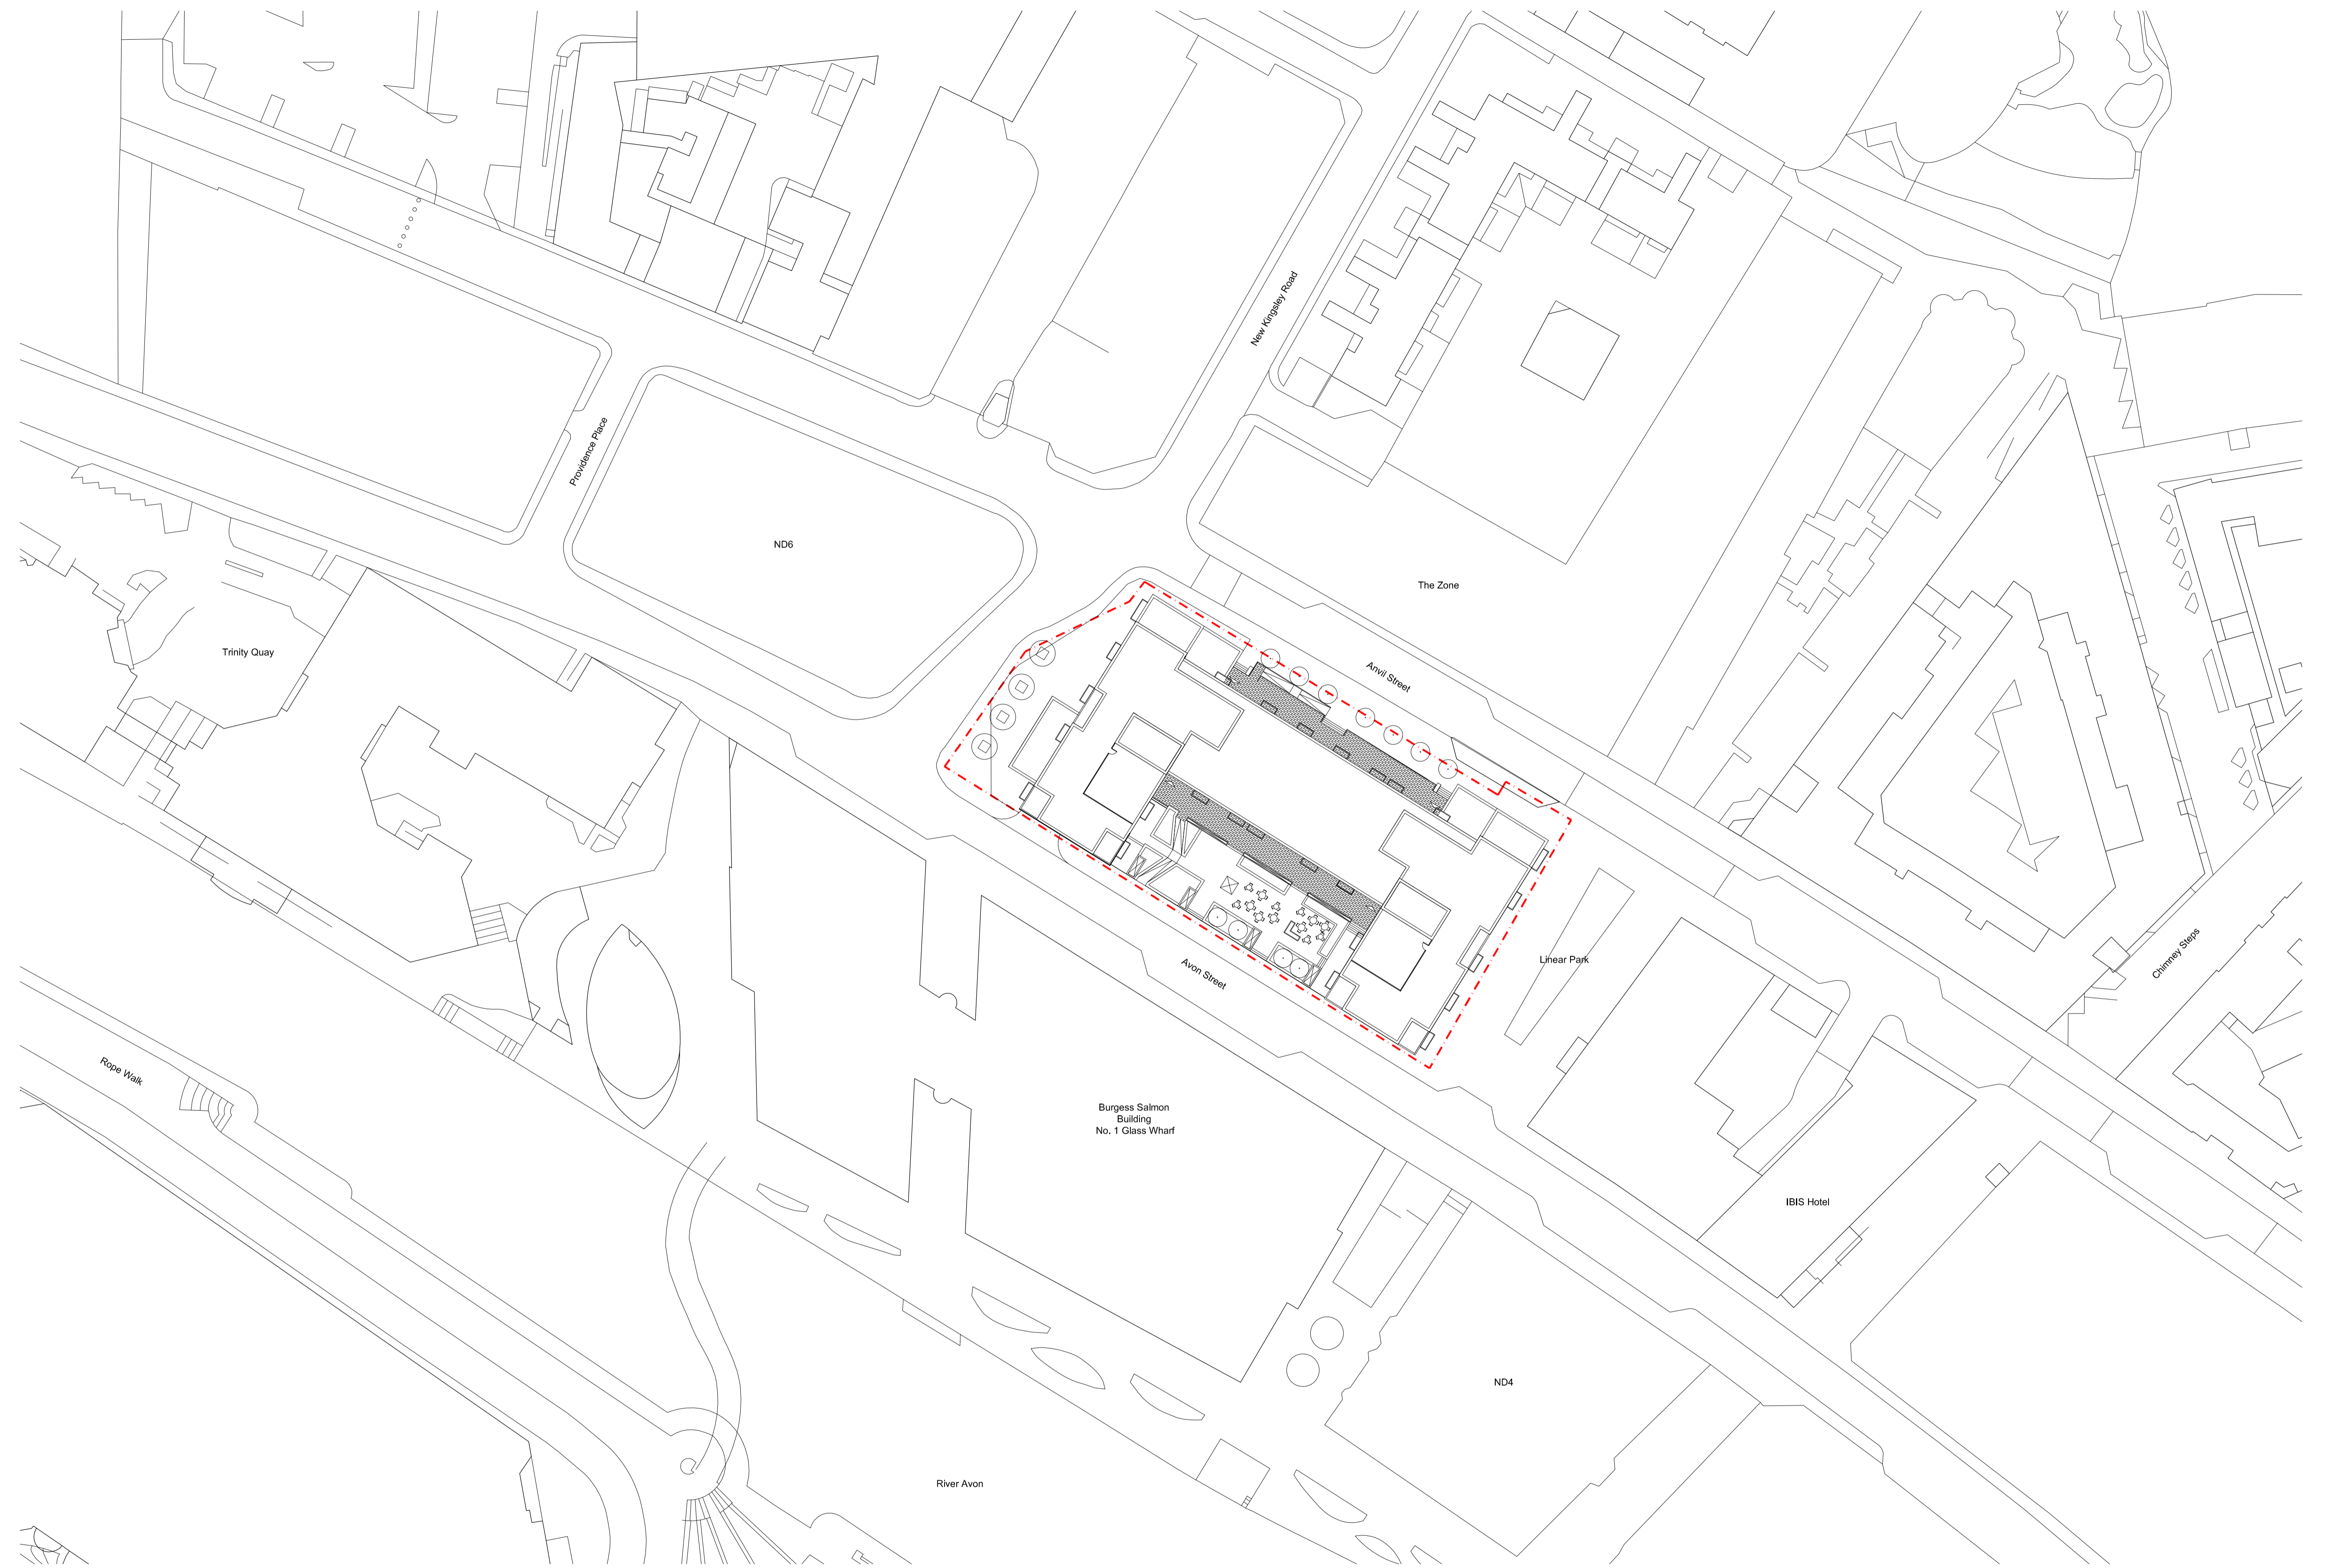 New Kingsley Road
Providence Place
ND6
The Zone
Trinity Quay
Anvil Street
Avon Street
Linear Park
Chimney Steps
Rope Walk
Burgess Salmon
Building
No. 1 Glass Wharf
IBIS Hotel
ND4
River Avon